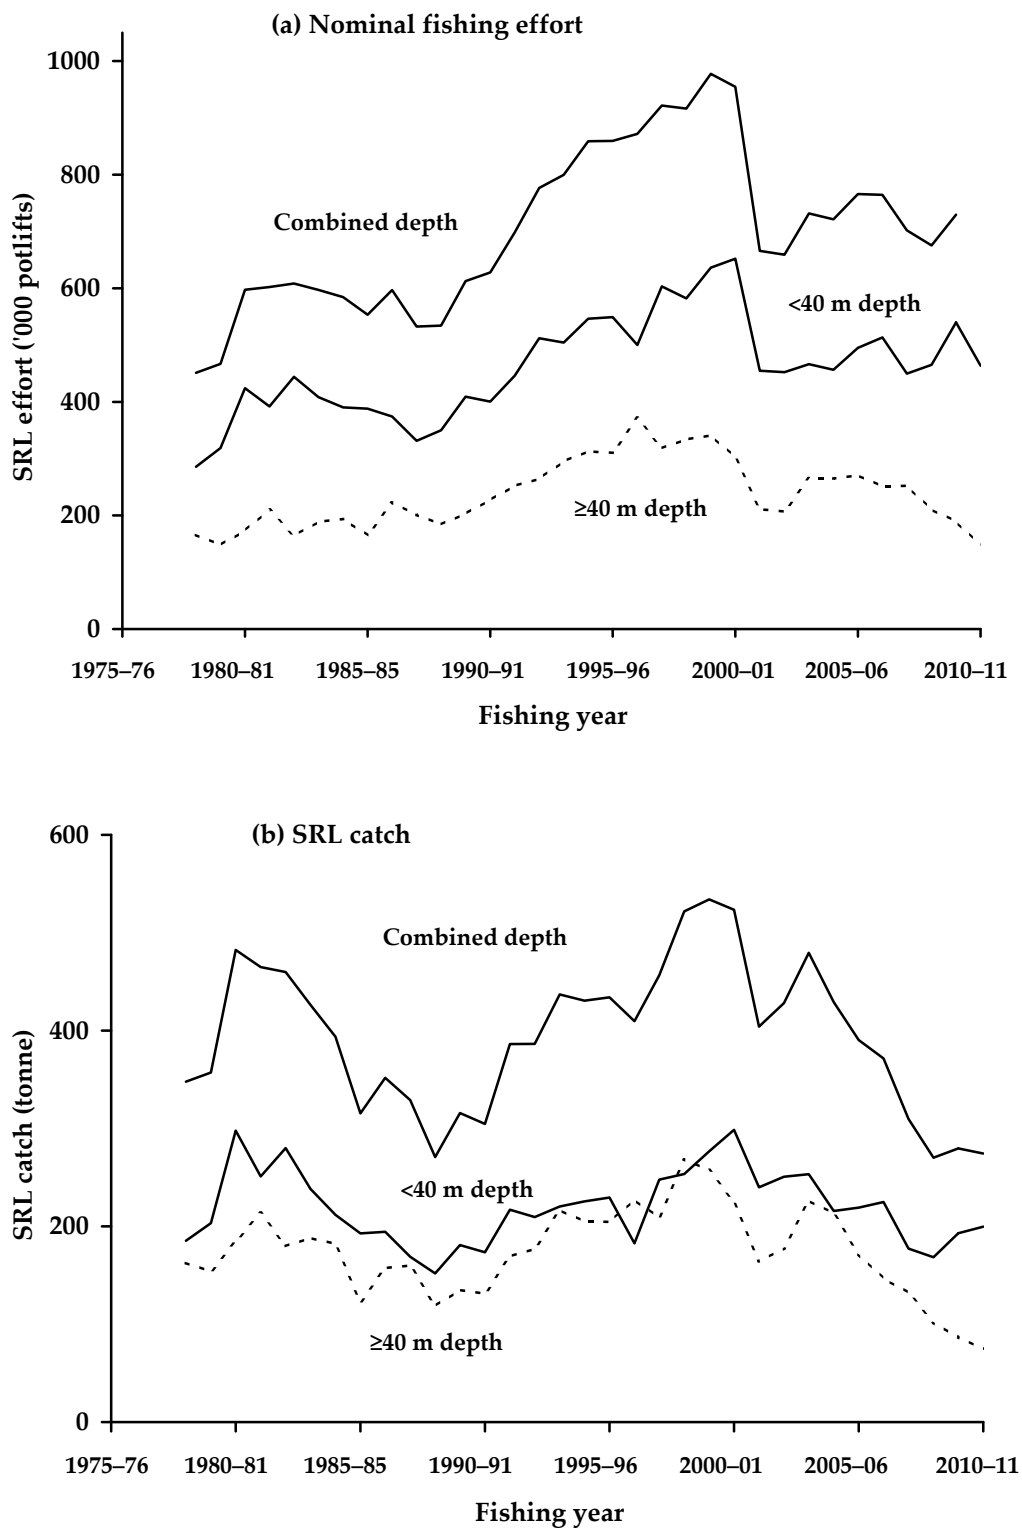 (a) Nominal fishing effort
1000
800
600
400
200
0
SRL effort ('000 potlifts)
Combined depth
<40 m depth
≥40 m depth
1975–76 1980–81 1985–85 1990–91 1995–96 2000–01 2005–06 2010–11
Fishing year
(b) SRL catch
600
400
200
0
SRL catch (tonne)
Combined depth
<40 m depth
≥40 m depth
1975–76 1980–81 1985–85 1990–91 1995–96 2000–01 2005–06 2010–11
Fishing year